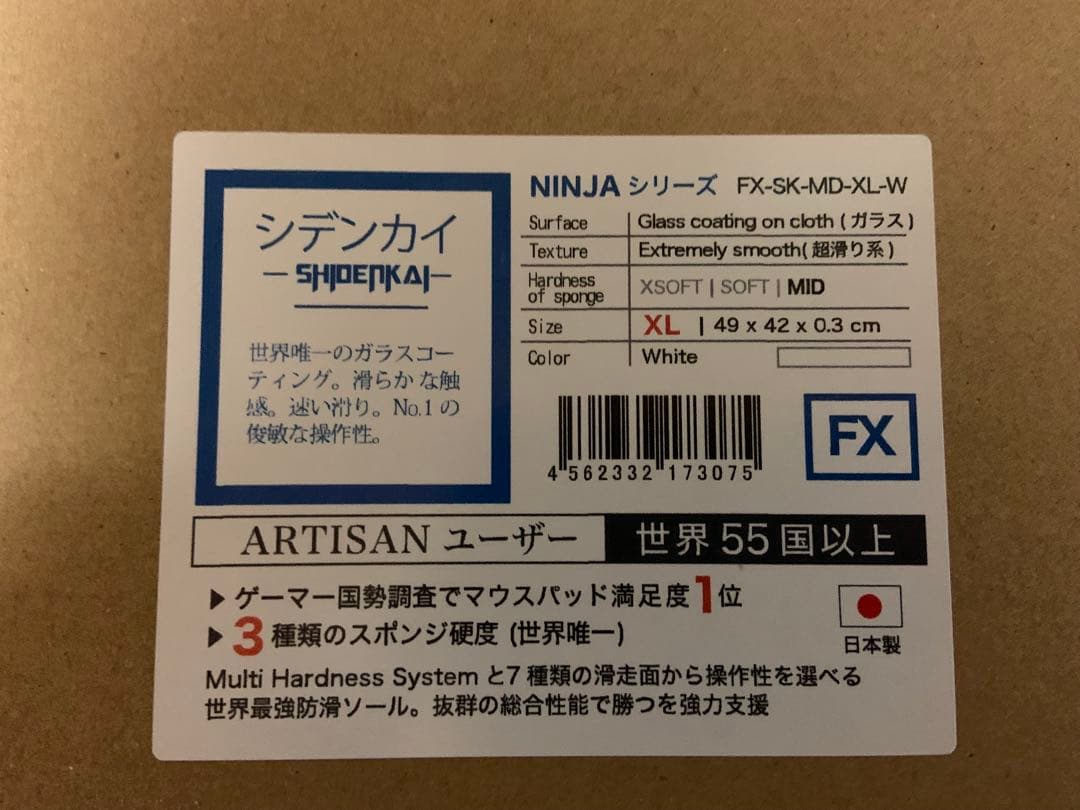 シデンカイ
SHIDENKAI
世界唯一のガラスコー
ティング。滑らかな触
感。速い滑り。No.1の
俊敏な操作性。
NINJA シリーズ FX-SK-MD-XL-W
Surface Glass coating on cloth (ガラス)
Texture Extremely smooth(超滑り系)
Hardness of sponge XSOFT | SOFT | MID
Size XL | 49 x 42 x 0.3 cm
Color White
4 562332 173075
FX
ARTISAN ユーザー 世界55国以上
▶ ゲーマー国勢調査でマウスパッド満足度1位
▶ 3種類のスポンジ硬度 (世界唯一)
日本製
Multi Hardness System と7種類の滑走面から操作性を選べる
世界最強防滑ソール。抜群の総合性能で勝つを強力支援